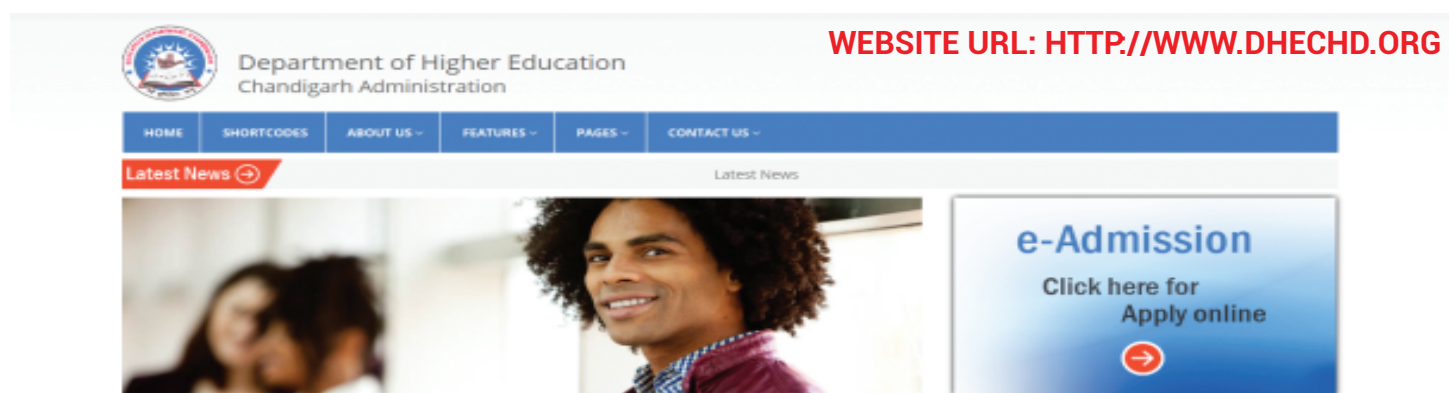 WEBSITE URL: HTTP://WWW.DHECHD.ORG
Department of Higher Education
Chandigarh Administration
HOME SHORTCODES ABOUT US FEATURES PAGES CONTACT US
Latest News
Latest News
e-Admission
Click here for
Apply online